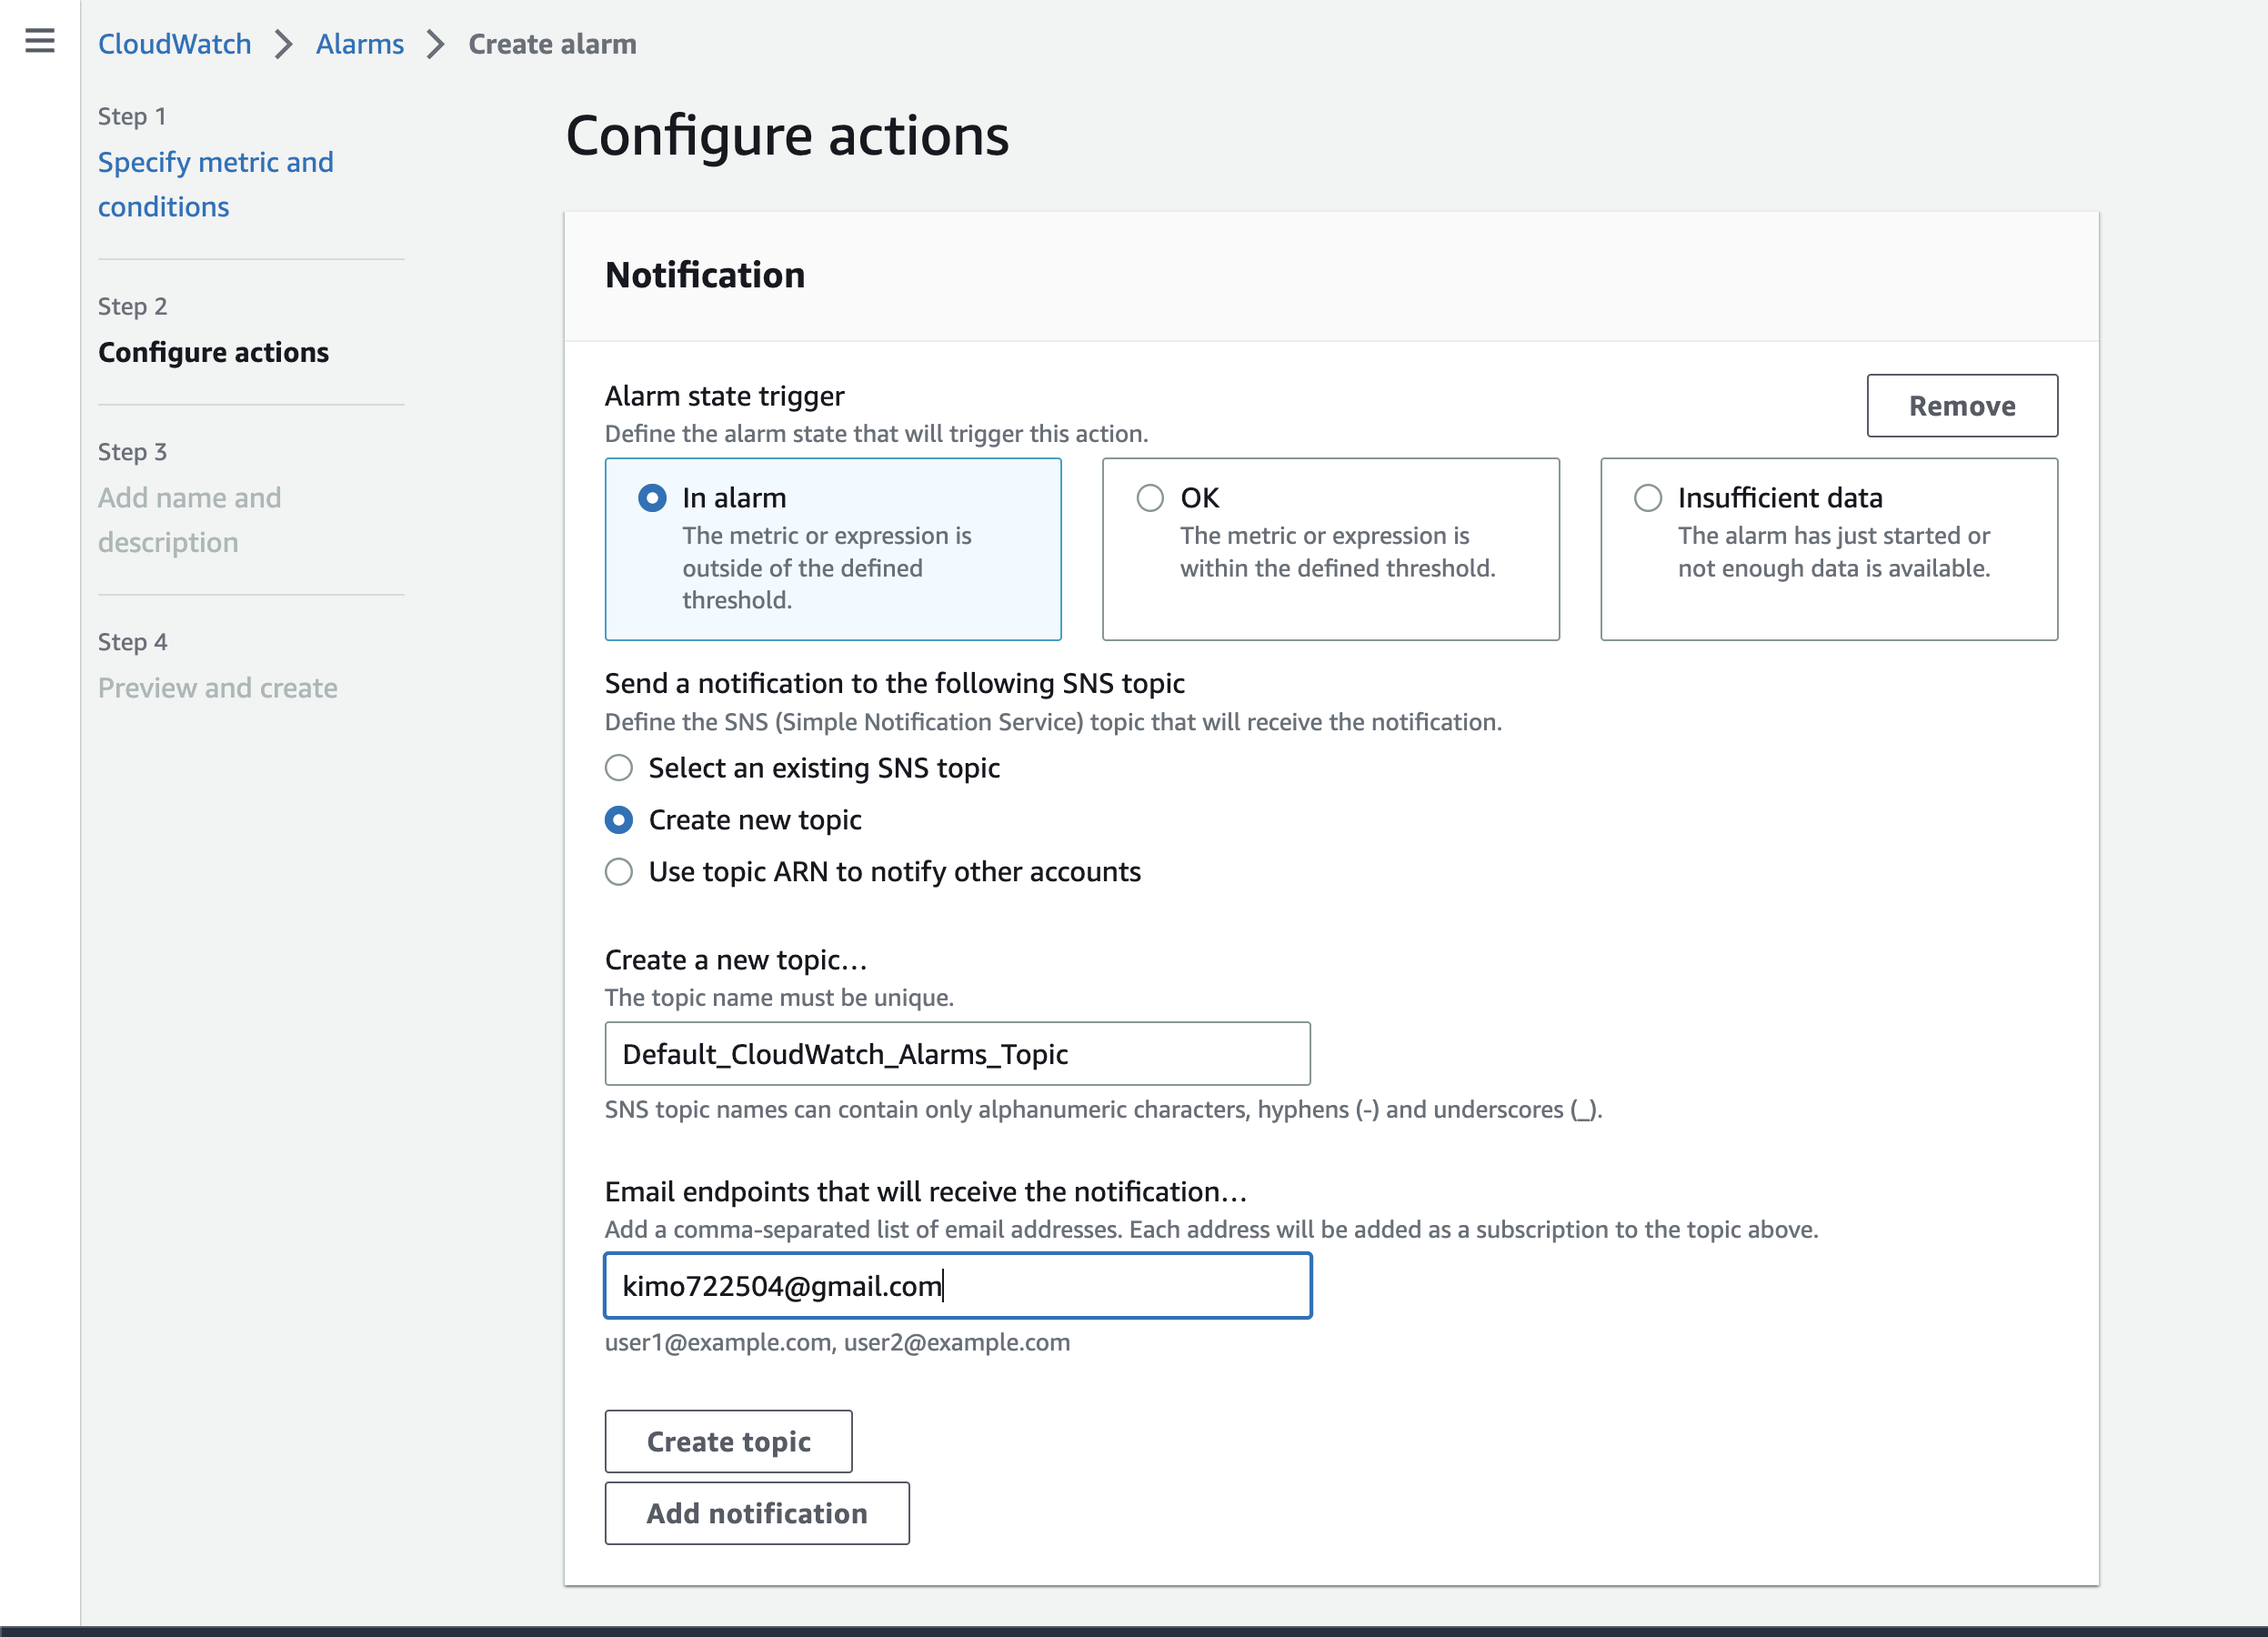 CloudWatch > Alarms > Create alarm
Step 1
Specify metric and
conditions
Step 2
Configure actions
Step 3
Add name and
description
Step 4
Preview and create
Configure actions
Notification
Alarm state trigger
Define the alarm state that will trigger this action.
Remove
In alarm
The metric or expression is
outside of the defined
threshold.
OK
The metric or expression is
within the defined threshold.
Insufficient data
The alarm has just started or
not enough data is available.
Send a notification to the following SNS topic
Define the SNS (Simple Notification Service) topic that will receive the notification.
Select an existing SNS topic
Create new topic
Use topic ARN to notify other accounts
Create a new topic…
The topic name must be unique.
Default_CloudWatch_Alarms_Topic
SNS topic names can contain only alphanumeric characters, hyphens (-) and underscores (_).
Email endpoints that will receive the notification…
Add a comma-separated list of email addresses. Each address will be added as a subscription to the topic above.
kimo722504@gmail.com
user1@example.com, user2@example.com
Create topic
Add notification